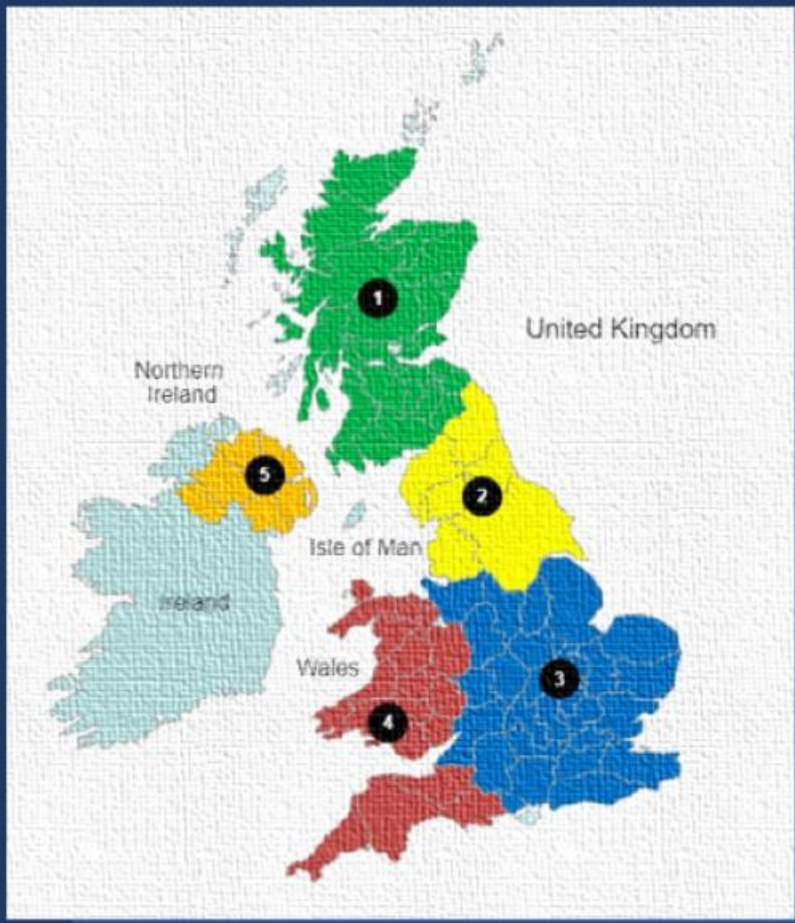 1
United Kingdom
Northern
Ireland
5
2
Isle of Man
Ireland
Wales
3
4